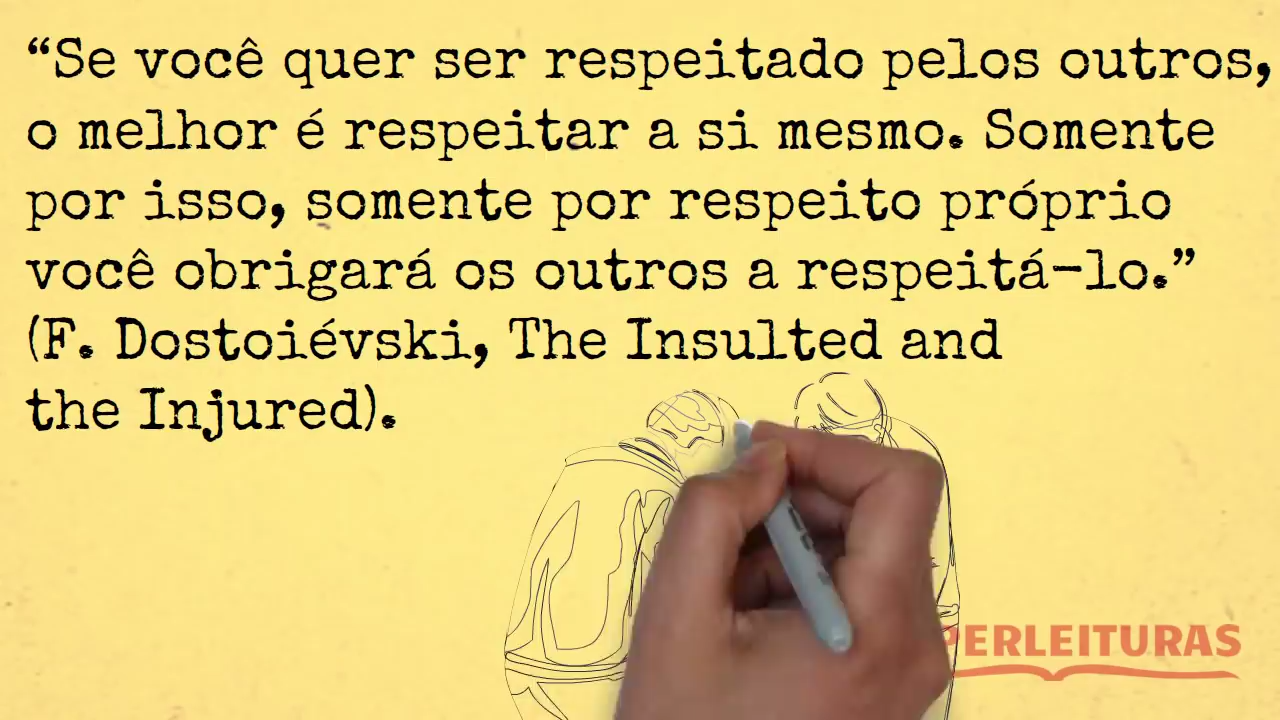 “Se você quer ser respeitado pelos outros,
o melhor é respeitar a si mesmo. Somente
por isso, somente por respeito próprio
você obrigará os outros a respeitá-lo.”
(F. Dostoiévski, The Insulted and
the Injured).